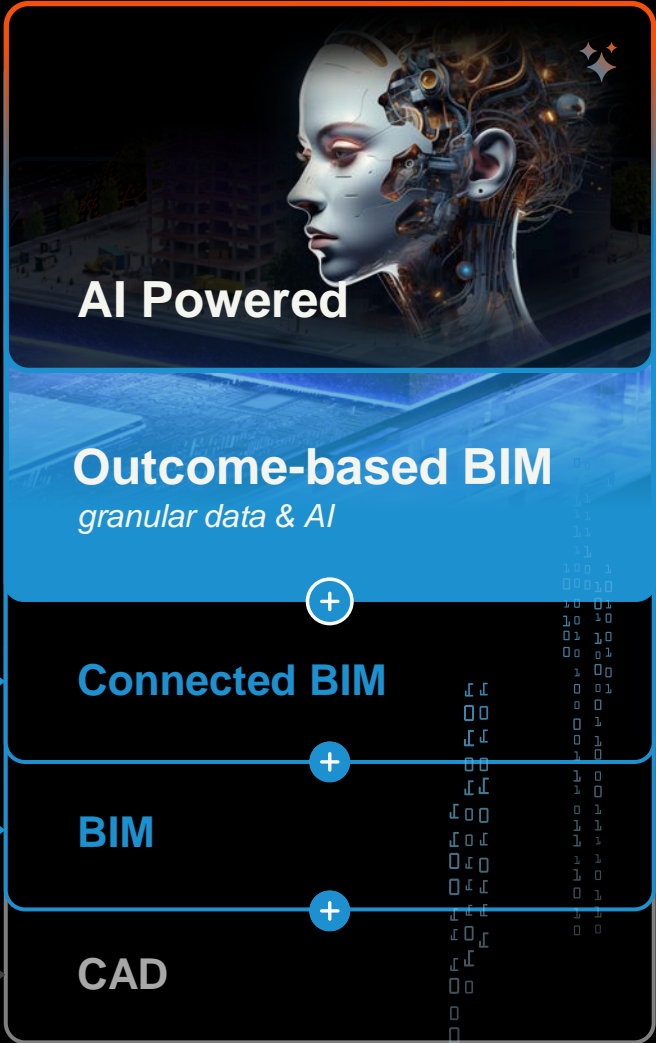 AI Powered
Outcome-based BIM
granular data & AI
Connected BIM
BIM
CAD